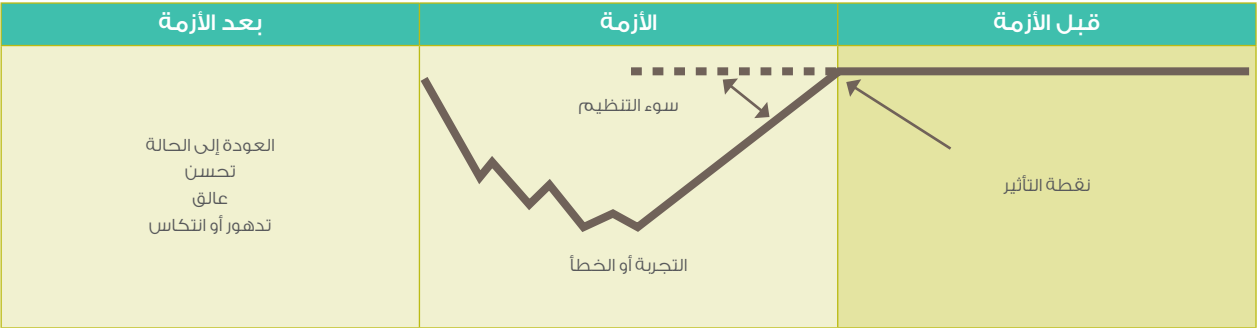 قبل الأزمة
الأزمة
بعد الأزمة
نقطة التأثير
سوء التنظيم
التجربة أو الخطأ
العودة إلى الحالة
تحسن
عالق
تدهور أو انتكاس